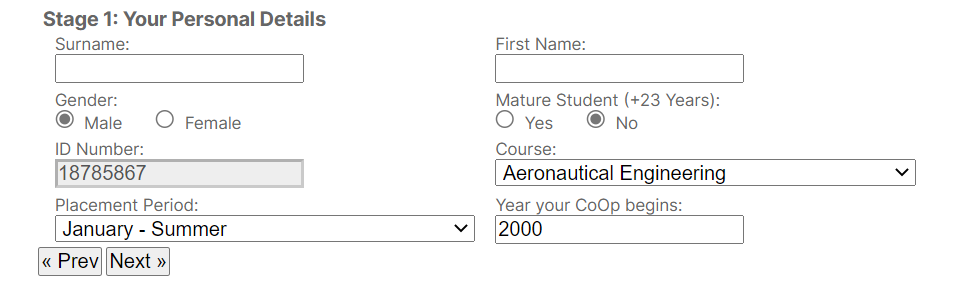 Stage 1: Your Personal Details
Surname: First Name:
Gender: Mature Student (+23 Years):
Male Female Yes No
ID Number: Course:
18785867 Aeronautical Engineering
Placement Period: Year your CoOp begins:
January - Summer 2000
« Prev Next »